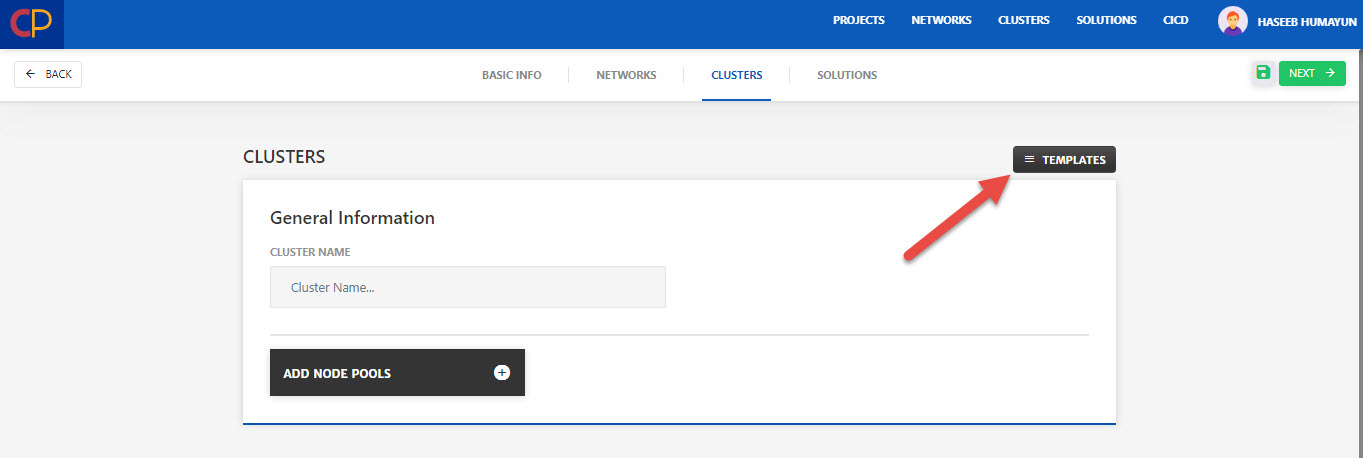 CP
PROJECTS NETWORKS CLUSTERS SOLUTIONS CICD HASEEB HUMAYUN
BACK BASIC INFO NETWORKS CLUSTERS SOLUTIONS NEXT
CLUSTERS TEMPLATES
General Information
CLUSTER NAME
Cluster Name...
ADD NODE POOLS